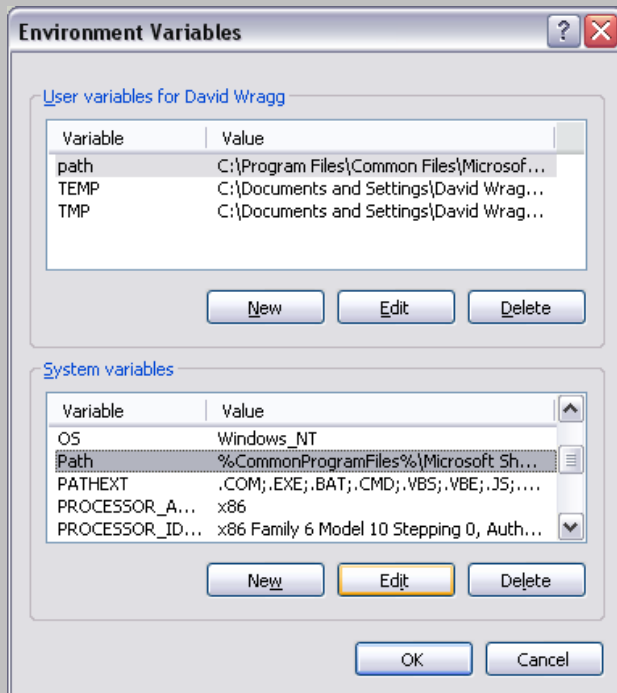 Environment Variables
User variables for David Wragg
Variable Value
path C:\Program Files\Common Files\Microsof...
TEMP C:\Documents and Settings\David Wrag...
TMP C:\Documents and Settings\David Wrag...
New Edit Delete
System variables
Variable Value
OS Windows_NT
Path %CommonProgramFiles%\Microsoft Sh...
PATHEXT .COM;.EXE;.BAT;.CMD;.VBS;.VBE;.JS;....
PROCESSOR_A... x86
PROCESSOR_ID... x86 Family 6 Model 10 Stepping 0, Auth...
New Edit Delete
OK Cancel